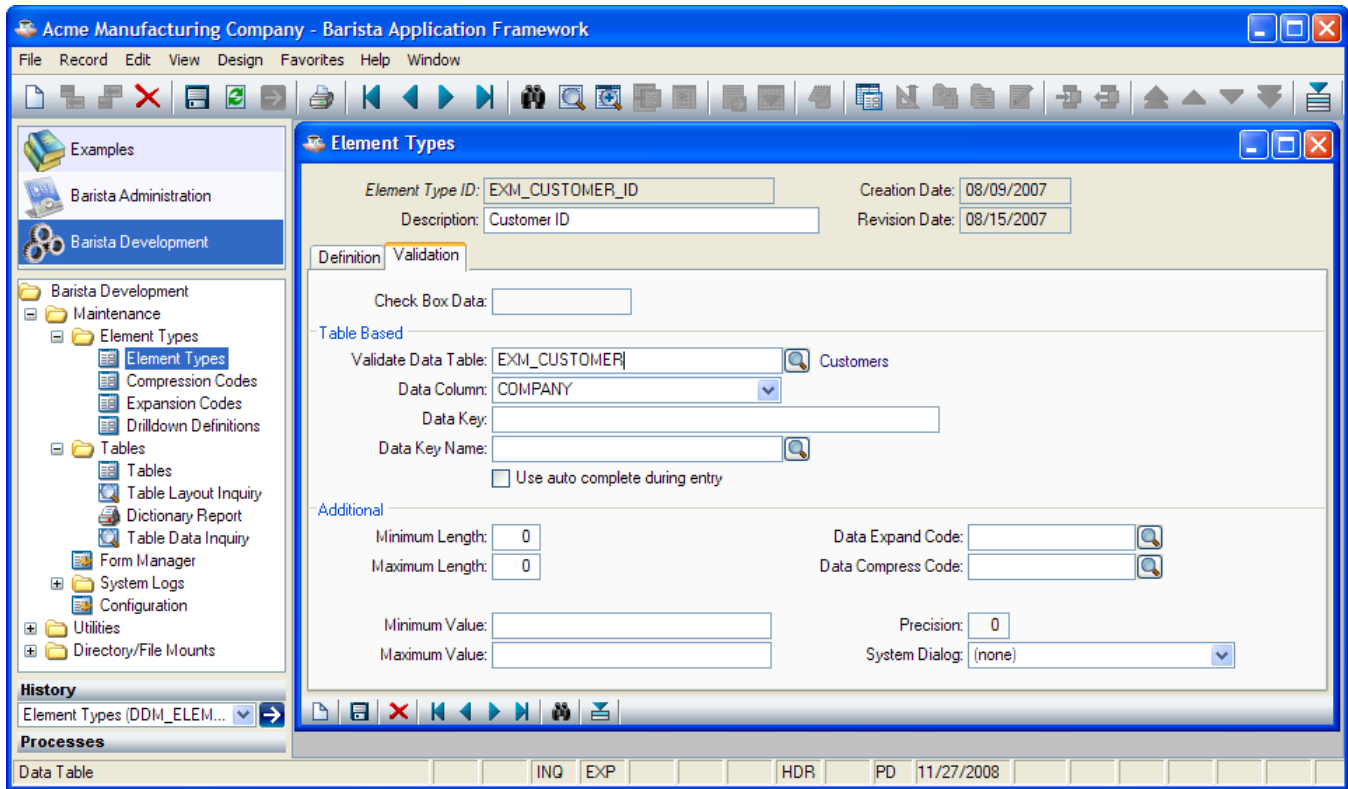 Acme Manufacturing Company - Barista Application Framework
File Record Edit View Design Favorites Help Window
Examples
Barista Administration
Barista Development
Barista Development
Maintenance
Element Types
Element Types
Compression Codes
Expansion Codes
Drilldown Definitions
Tables
Tables
Table Layout Inquiry
Dictionary Report
Table Data Inquiry
Form Manager
System Logs
Configuration
Utilities
Directory/File Mounts
History
Element Types (DDM_ELEM...
Processes
Element Types
Element Type ID: EXM_CUSTOMER_ID Creation Date: 08/09/2007
Description: Customer ID Revision Date: 08/15/2007
Definition Validation
Check Box Data:
Table Based
Validate Data Table: EXM_CUSTOMER Customers
Data Column: COMPANY
Data Key:
Data Key Name:
Use auto complete during entry
Additional
Minimum Length: 0 Data Expand Code:
Maximum Length: 0 Data Compress Code:
Minimum Value: Precision: 0
Maximum Value: System Dialog: (none)
Data Table INQ EXP HDR PD 11/27/2008